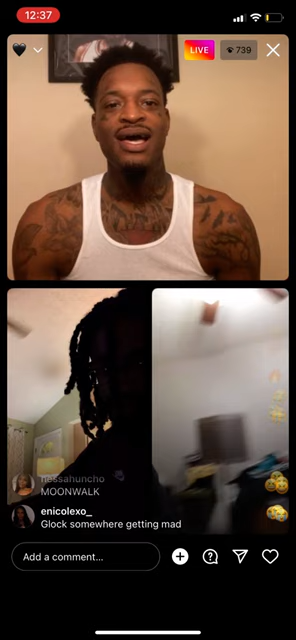 12:37
LIVE
739
nessahuncho
MOONWALK
enicolexo_
Glock somewhere getting mad
Add a comment...